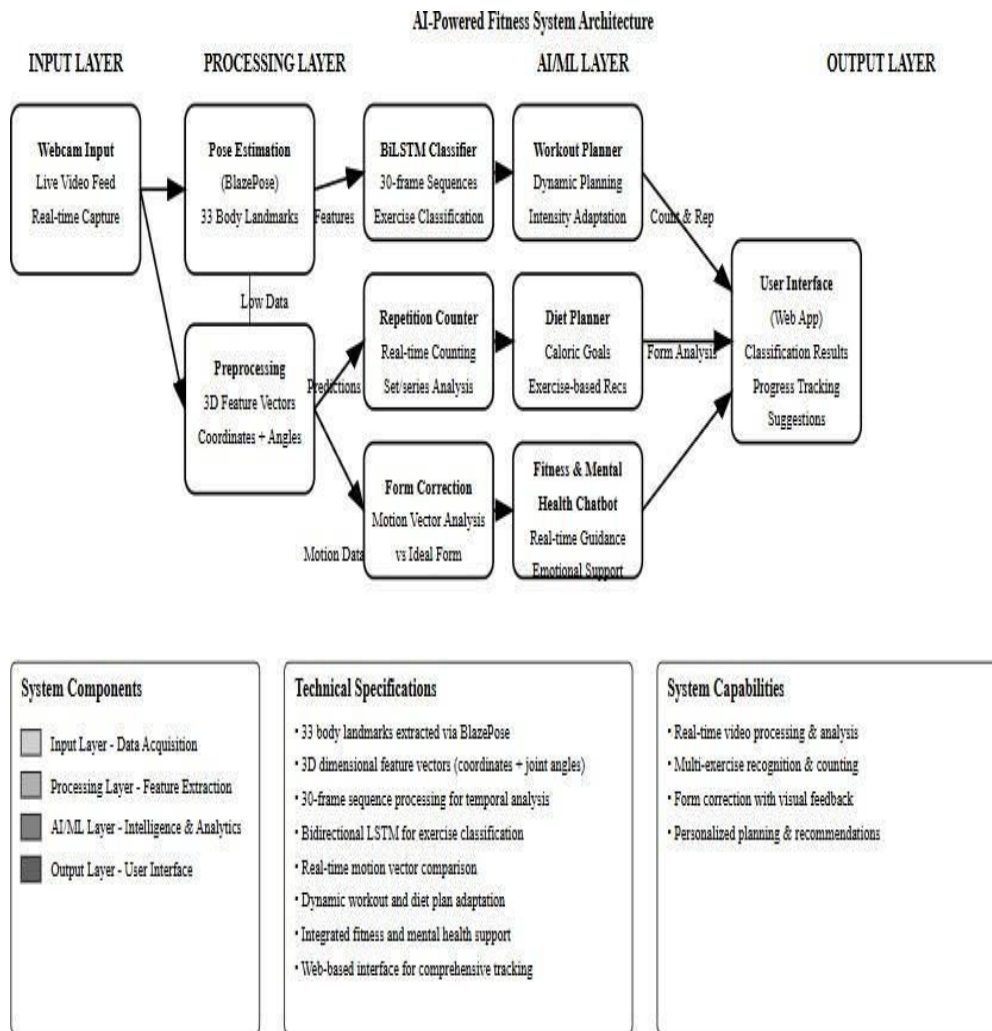 AI-Powered Fitness System Architecture
INPUT LAYER
PROCESSING LAYER
AI/ML LAYER
OUTPUT LAYER
Webcam Input
Live Video Feed
Real-time Capture
Pose Estimation
(BlazePose)
33 Body Landmarks
Features
BiLSTM Classifier
30-frame Sequences
Exercise Classification
Workout Planner
Dynamic Planning
Intensity Adaptation
Count & Rep
Low Data
Preprocessing
3D Feature Vectors
Coordinates + Angles
Predictions
Repetition Counter
Real-time Counting
Set/series Analysis
Diet Planner
Caloric Goals
Exercise-based Recs
Form Analysis
User Interface
(Web App)
Classification Results
Progress Tracking
Suggestions
Motion Data
Form Correction
Motion Vector Analysis
vs Ideal Form
Fitness & Mental
Health Chatbot
Real-time Guidance
Emotional Support
System Components
Input Layer - Data Acquisition
Processing Layer - Feature Extraction
AI/ML Layer - Intelligence & Analytics
Output Layer - User Interface
Technical Specifications
• 33 body landmarks extracted via BlazePose
• 3D dimensional feature vectors (coordinates + joint angles)
• 30-frame sequence processing for temporal analysis
• Bidirectional LSTM for exercise classification
• Real-time motion vector comparison
• Dynamic workout and diet plan adaptation
• Integrated fitness and mental health support
• Web-based interface for comprehensive tracking
System Capabilities
• Real-time video processing & analysis
• Multi-exercise recognition & counting
• Form correction with visual feedback
• Personalized planning & recommendations